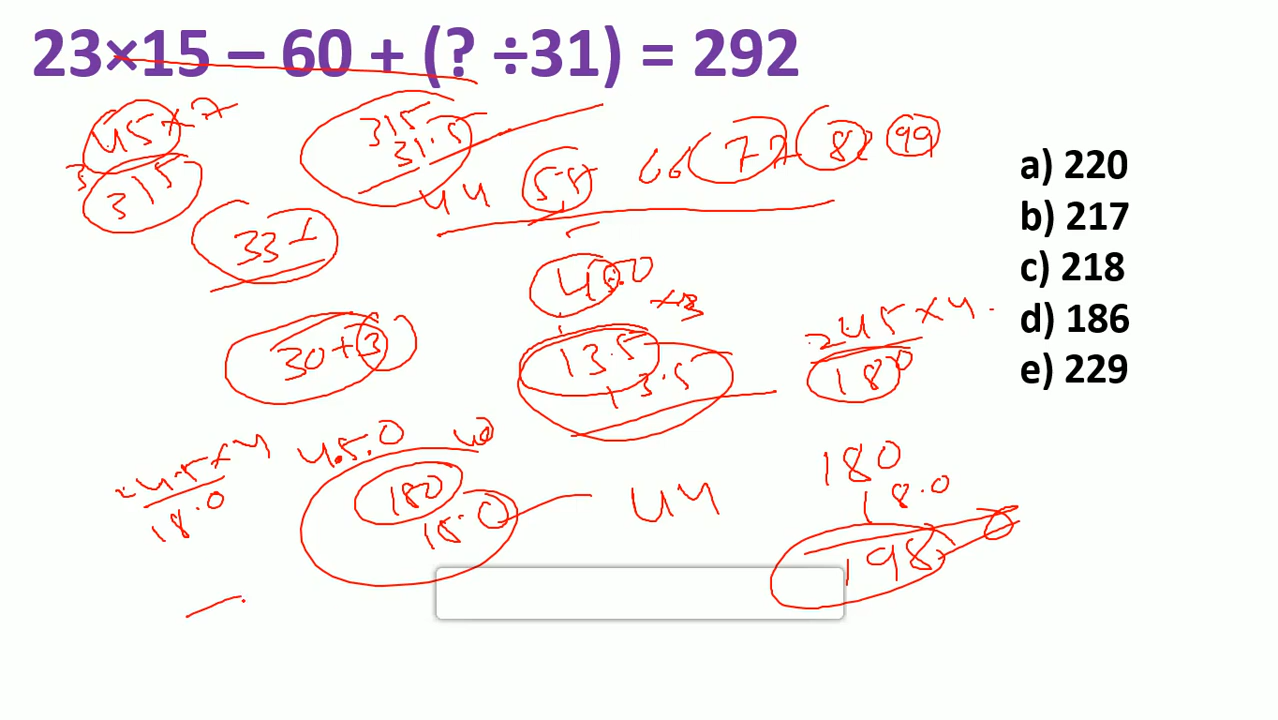 23×15 – 60 + (? ÷31) = 292
45×7
315
315
31.5
44 55 66 77 88 99
a) 220
b) 217
c) 218
d) 186
e) 229
30+3
13.5
13.5
245×4
180
45.0
180
18.0
44
180
18.0
198
18.0